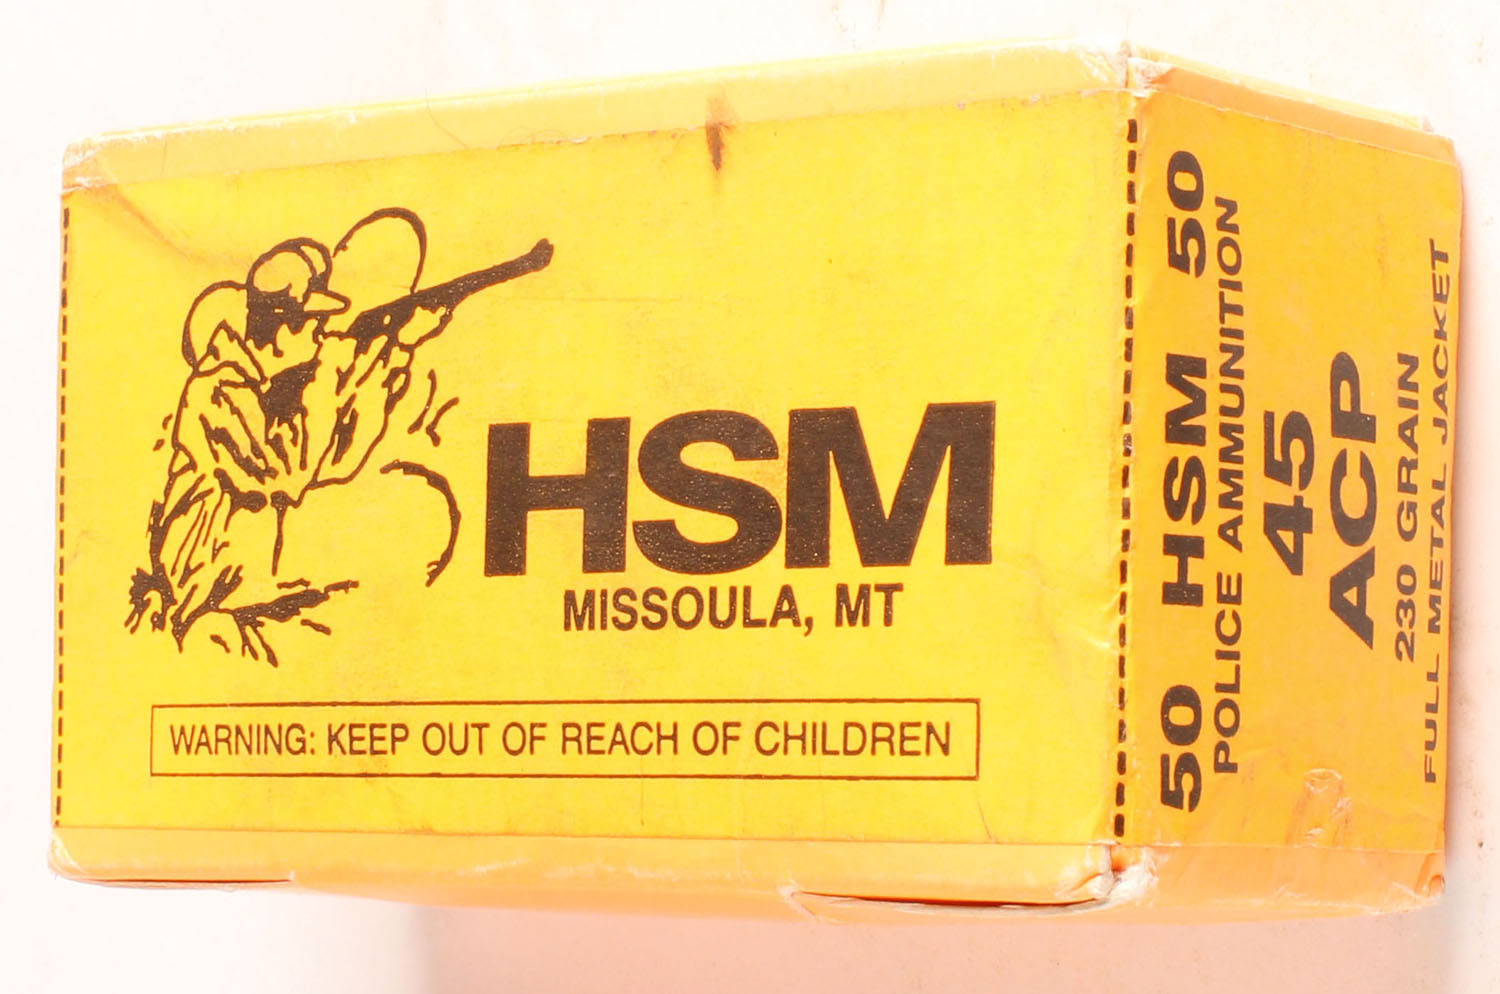 HSM
MISSOULA, MT
WARNING: KEEP OUT OF REACH OF CHILDREN
50 HSM 50
POLICE AMMUNITION
45
ACP
230 GRAIN
FULL METAL JACKET